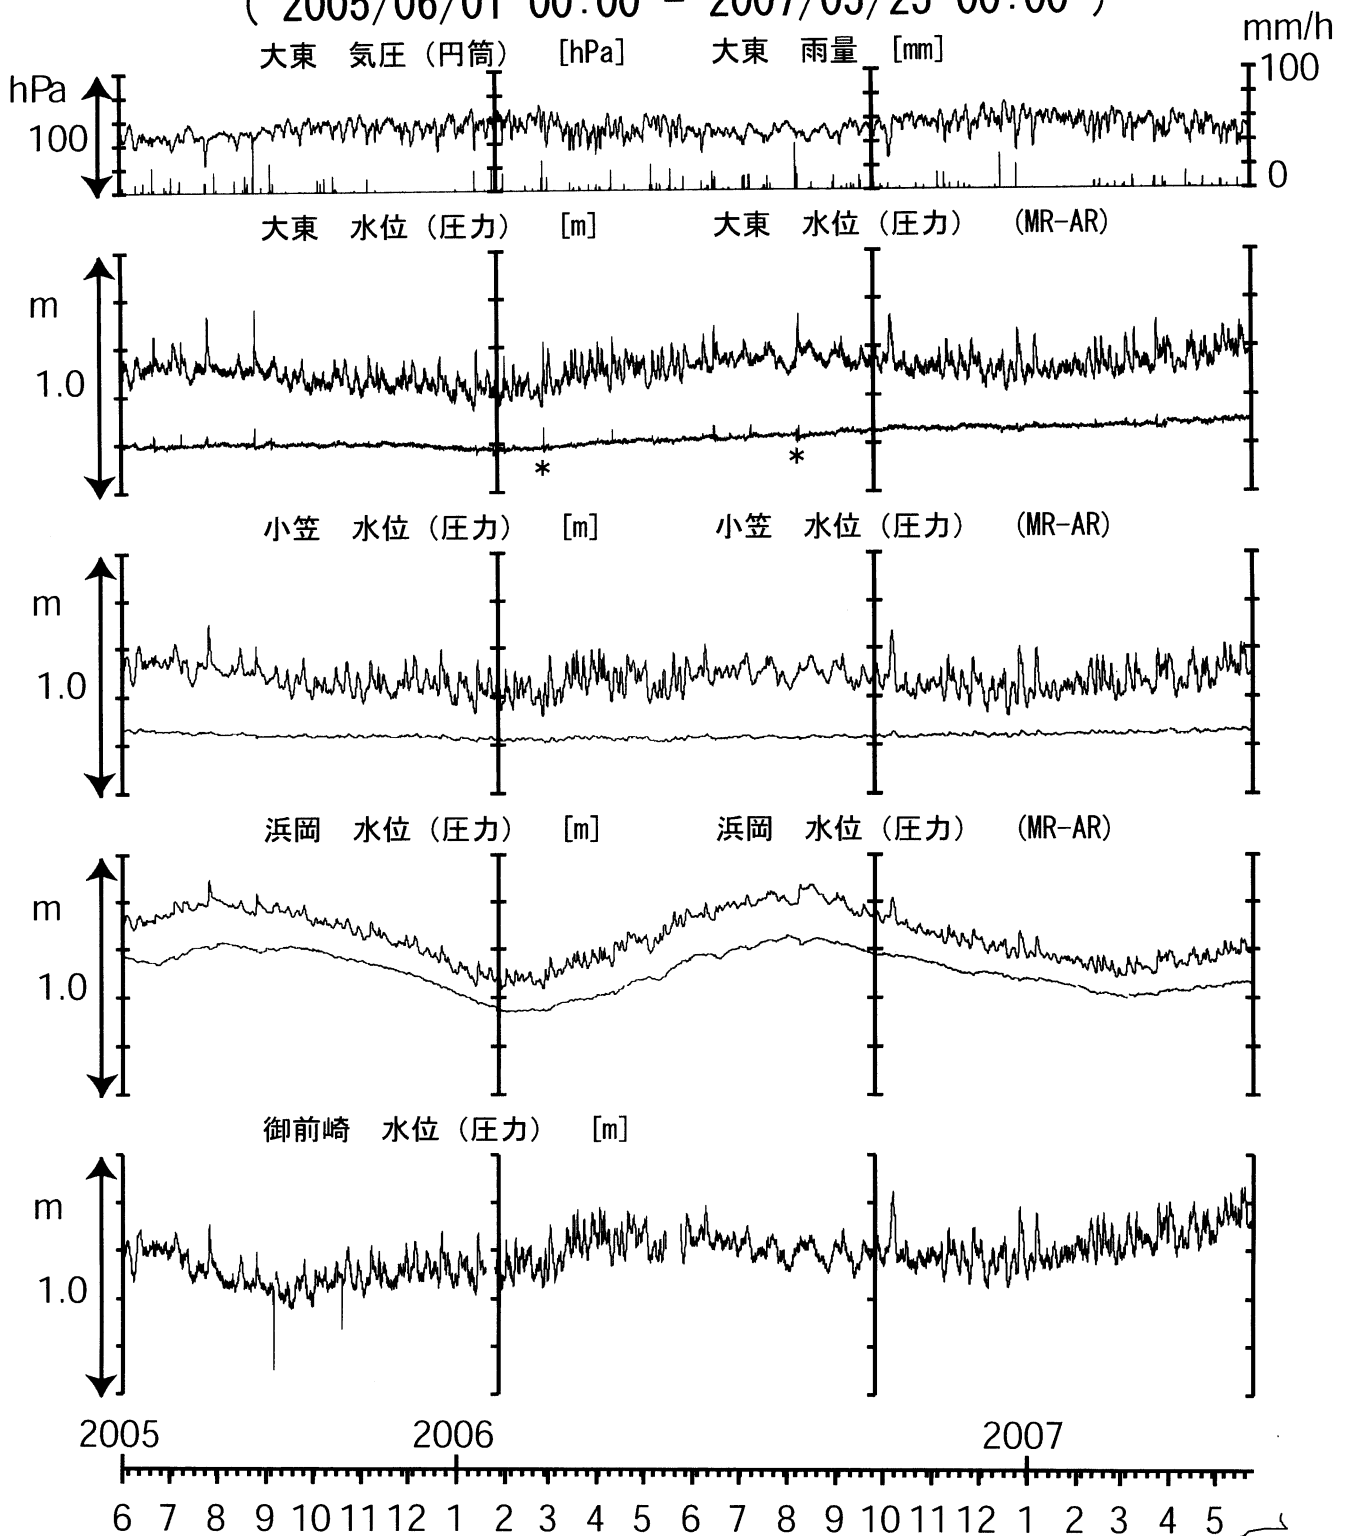 ( 2005/06/01 00:00 - 2007/05/25 00:00 )
mm/h
大東 気圧(円筒) [hPa] 大東 雨量 [mm]
100
hPa
100
0
大東 水位(圧力) [m] 大東 水位(圧力) (MR-AR)
m
1.0
* *
小笠 水位(圧力) [m] 小笠 水位(圧力) (MR-AR)
m
1.0
浜岡 水位(圧力) [m] 浜岡 水位(圧力) (MR-AR)
m
1.0
御前崎 水位(圧力) [m]
m
1.0
2005 2006 2007
6 7 8 9 10 11 12 1 2 3 4 5 6 7 8 9 10 11 12 1 2 3 4 5